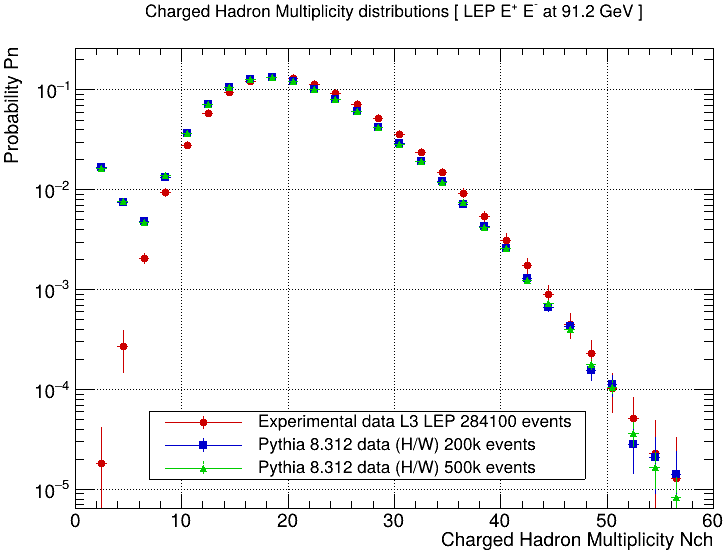 Charged Hadron Multiplicity distributions [ LEP E⁺ E⁻ at 91.2 GeV ]
Probability Pn
10⁻¹
10⁻²
10⁻³
10⁻⁴
10⁻⁵
Experimental data L3 LEP 284100 events
Pythia 8.312 data (H/W) 200k events
Pythia 8.312 data (H/W) 500k events
0 10 20 30 40 50 60
Charged Hadron Multiplicity Nch